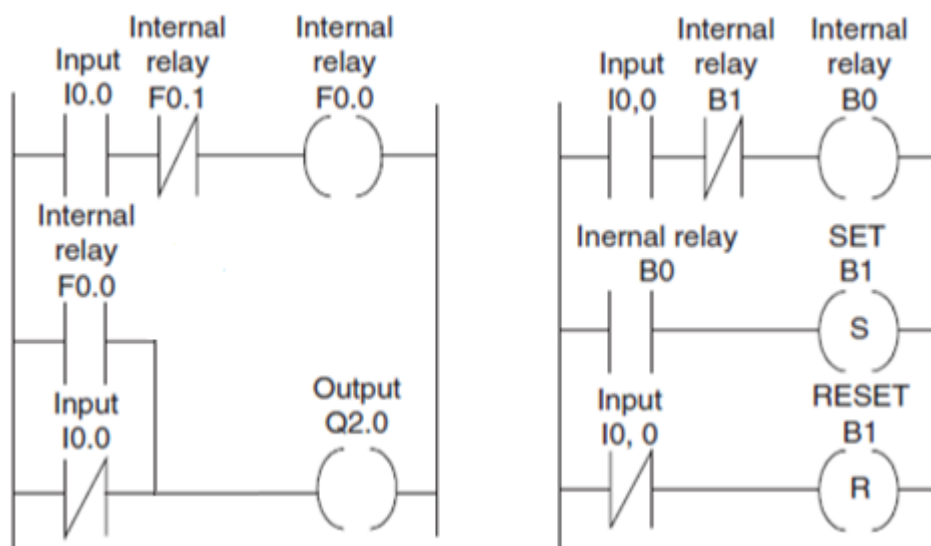 Internal
relay
F0.1
Internal
relay
F0.0
Input
I0.0
Internal
relay
F0.0
Input
I0.0
Output
Q2.0
Internal
relay
B1
Internal
relay
B0
Input
I0,0
Inernal relay
B0
SET
B1
S
Input
I0, 0
RESET
B1
R